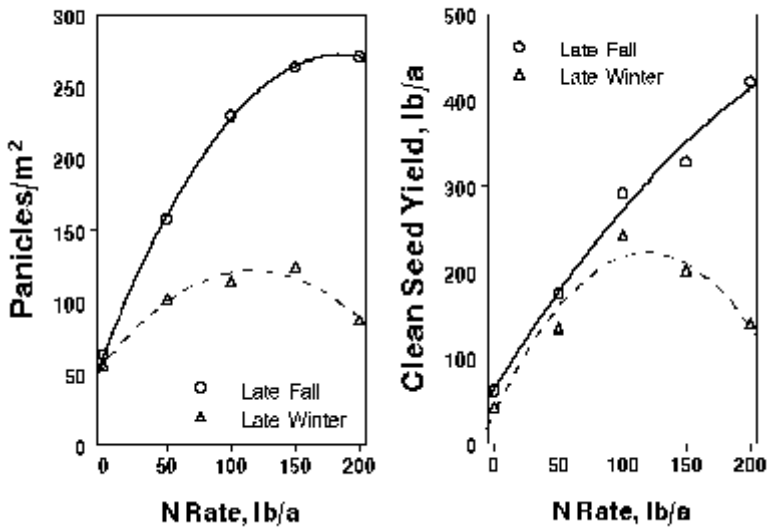 300
250
200
150
100
50
0
Panicles/m²
Late Fall
Late Winter
0 50 100 150 200
N Rate, lb/a
500
400
300
200
100
0
Clean Seed Yield, lb/a
Late Fall
Late Winter
0 50 100 150 200
N Rate, lb/a